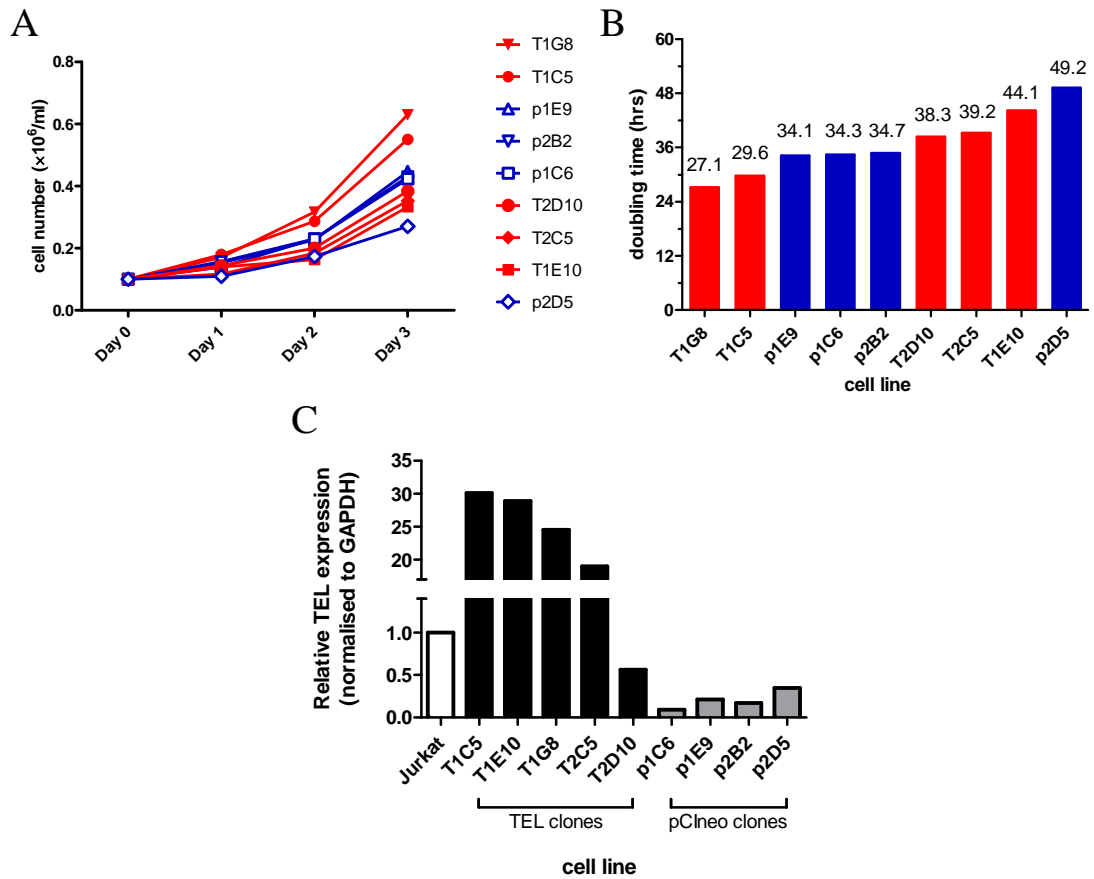 A
cell number (×10⁶/ml)
0.8
0.6
0.4
0.2
0.0
Day 0
Day 1
Day 2
Day 3
T1G8
T1C5
p1E9
p2B2
p1C6
T2D10
T2C5
T1E10
p2D5
B
doubling time (hrs)
60
48
36
24
12
0
27.1
29.6
34.1
34.3
34.7
38.3
39.2
44.1
49.2
T1G8
T1C5
p1E9
p1C6
p2B2
T2D10
T2C5
T1E10
p2D5
cell line
C
Relative TEL expression
(normalised to GAPDH)
35
30
25
20
1.0
0.5
0.0
Jurkat
T1C5
T1E10
T1G8
T2C5
T2D10
p1C6
p1E9
p2B2
p2D5
TEL clones
pCIneo clones
cell line